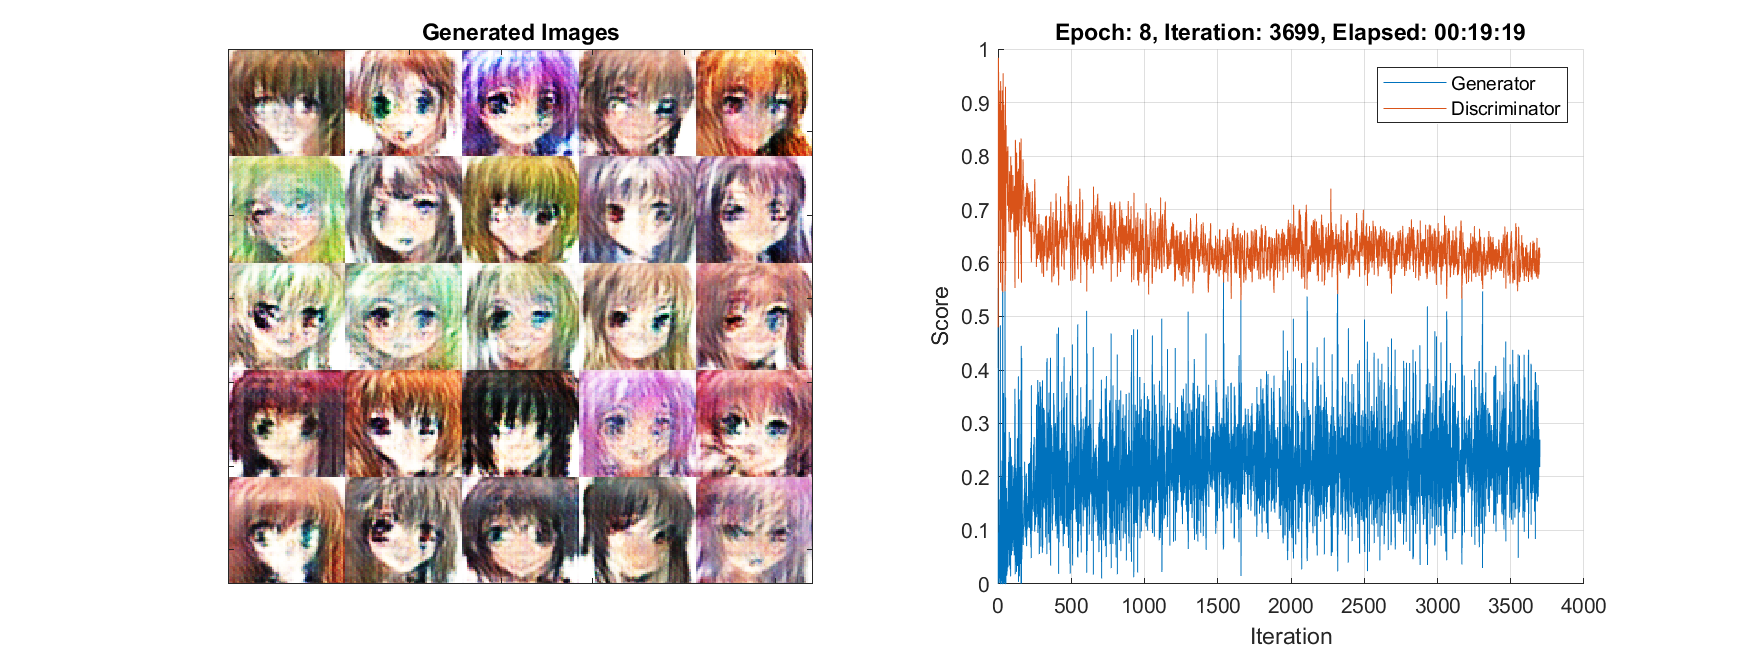 Generated Images
Epoch: 8, Iteration: 3699, Elapsed: 00:19:19
Generator
Discriminator
1
0.9
0.8
0.7
0.6
0.5
0.4
0.3
0.2
0.1
0
Score
0 500 1000 1500 2000 2500 3000 3500 4000
Iteration